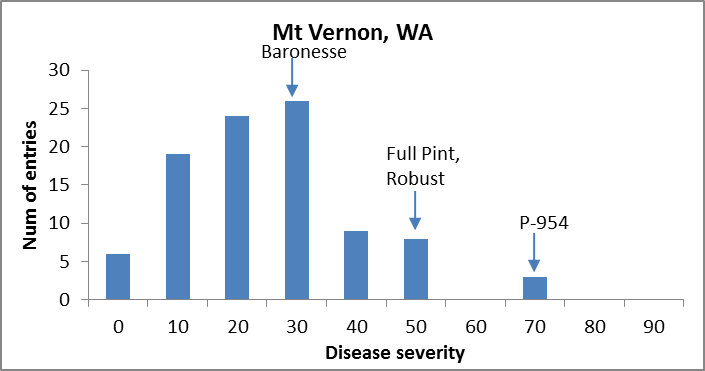 Mt Vernon, WA
Baronesse
30
25
20
15
10
5
0
Num of entries
Full Pint,
Robust
P-954
0 10 20 30 40 50 60 70 80 90
Disease severity